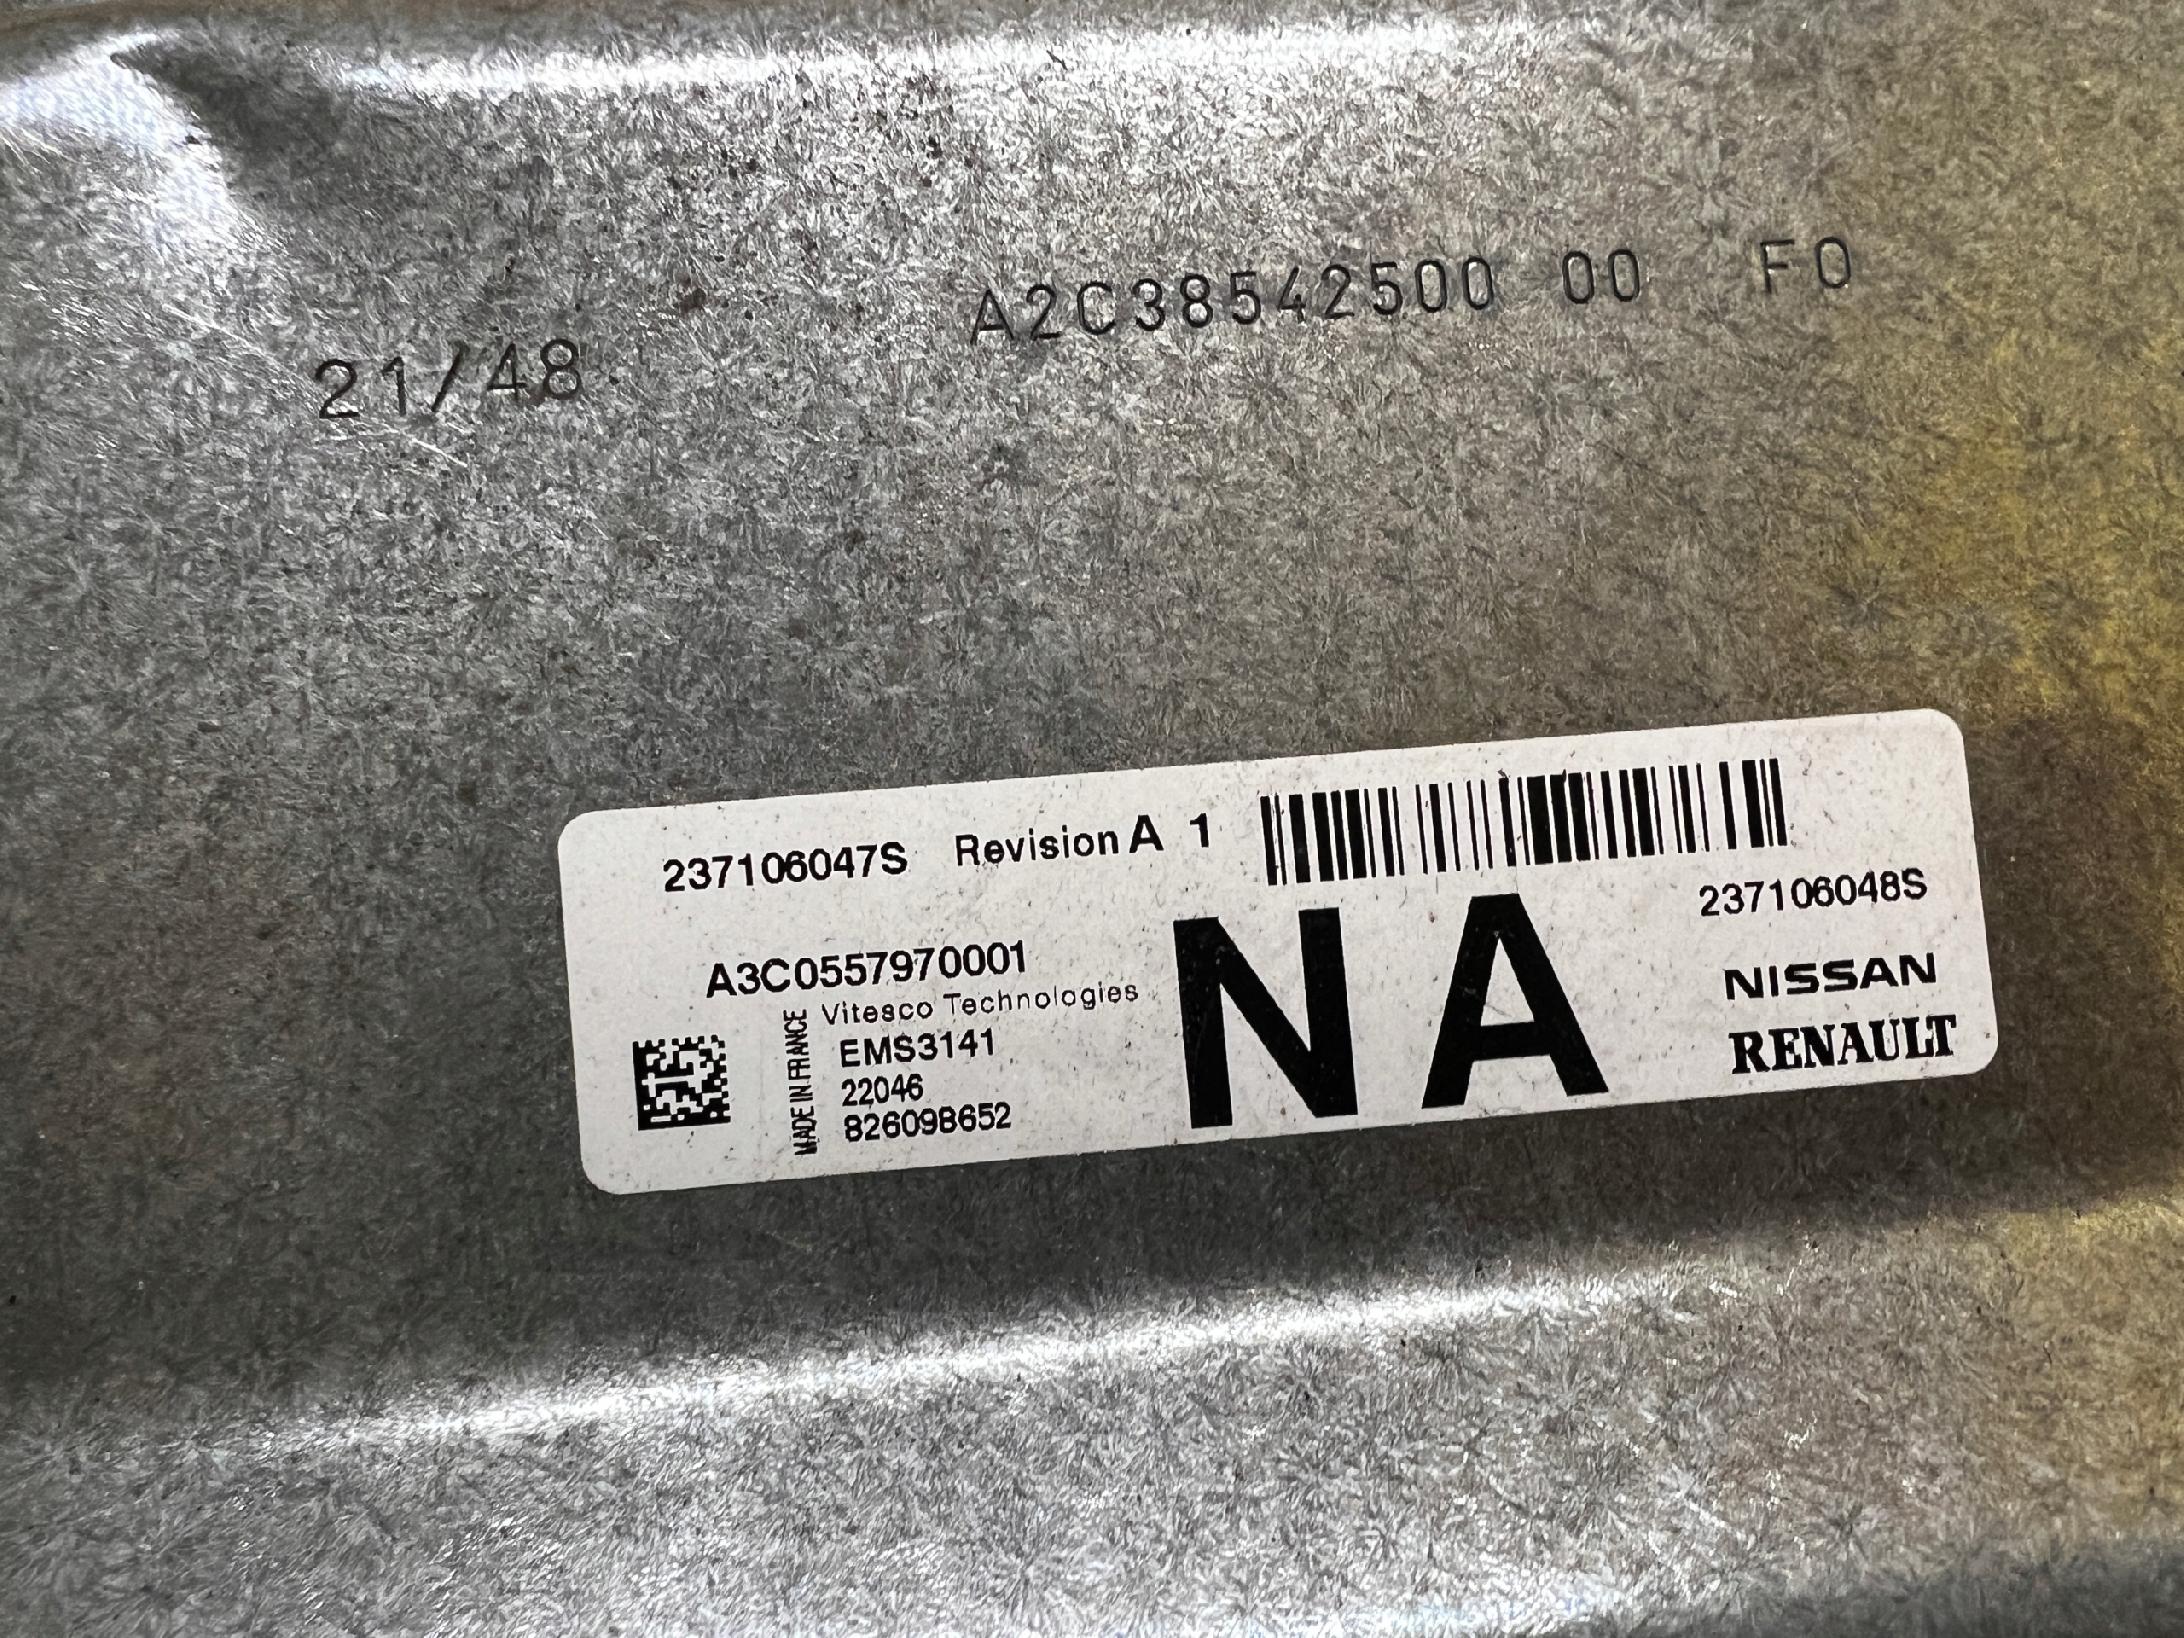 A2C38542500 00 F0
21/48
237106047S Revision A 1
237106048S
A3C0557970001
Vitesco Technologies
EMS3141
22046
826098652
MADE IN FRANCE
NA
NISSAN
RENAULT